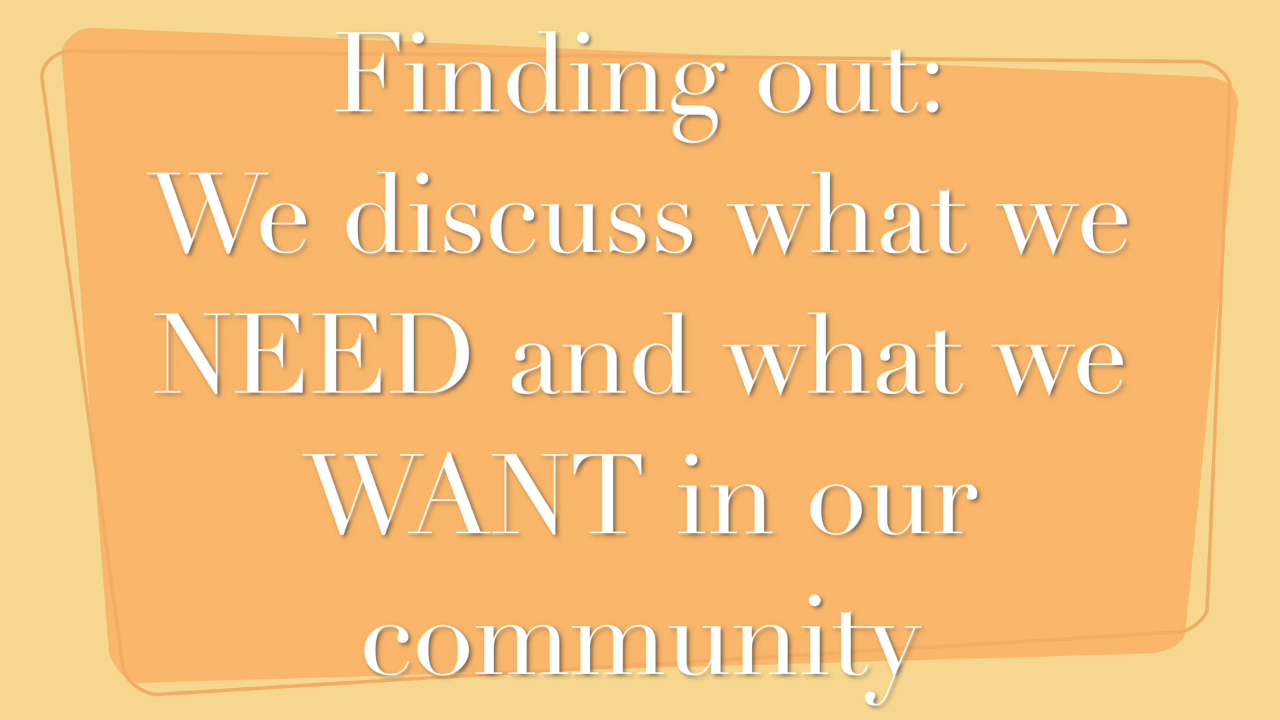 Finding out:
We discuss what we
NEED and what we
WANT in our
community